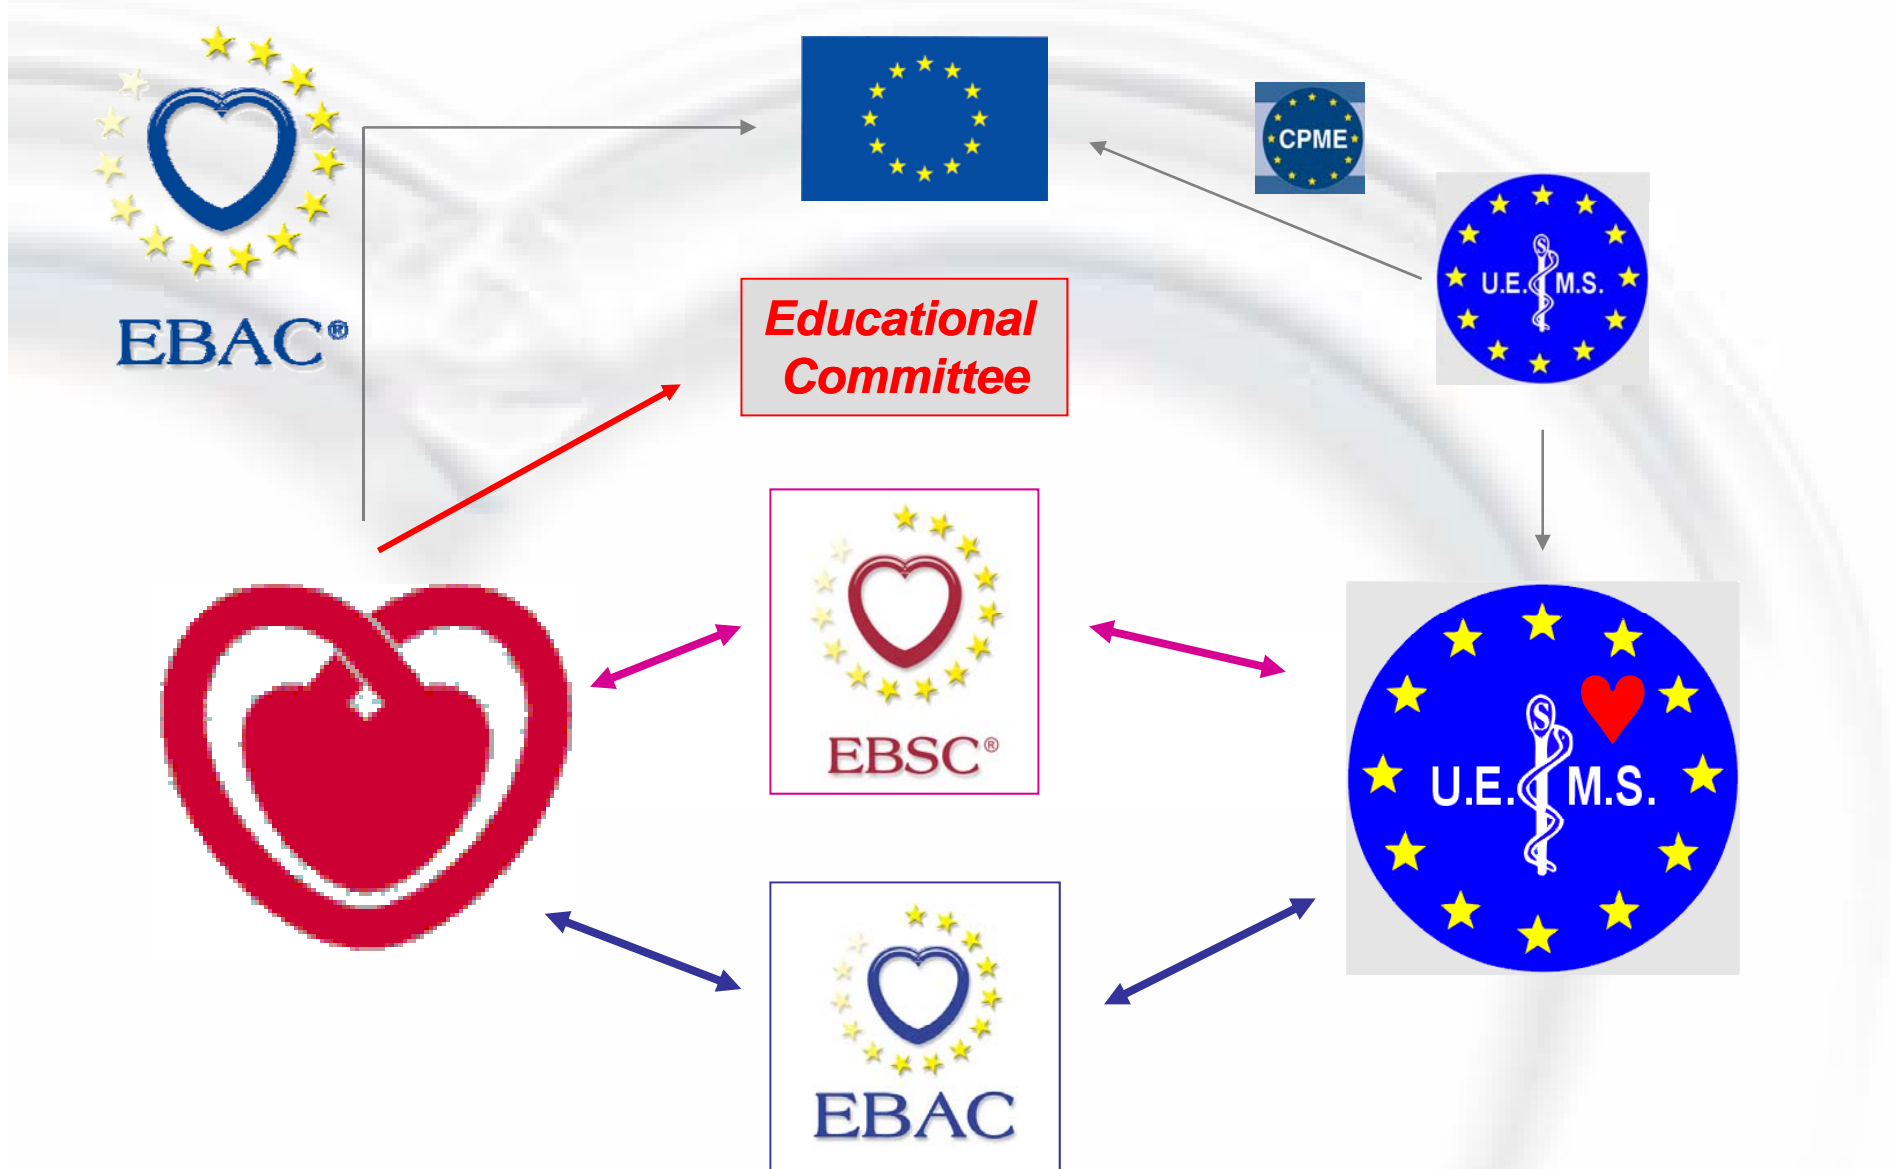 EBAC®
CPME
U.E. S M.S.
Educational
Committee
EBSC®
U.E. S M.S.
EBAC